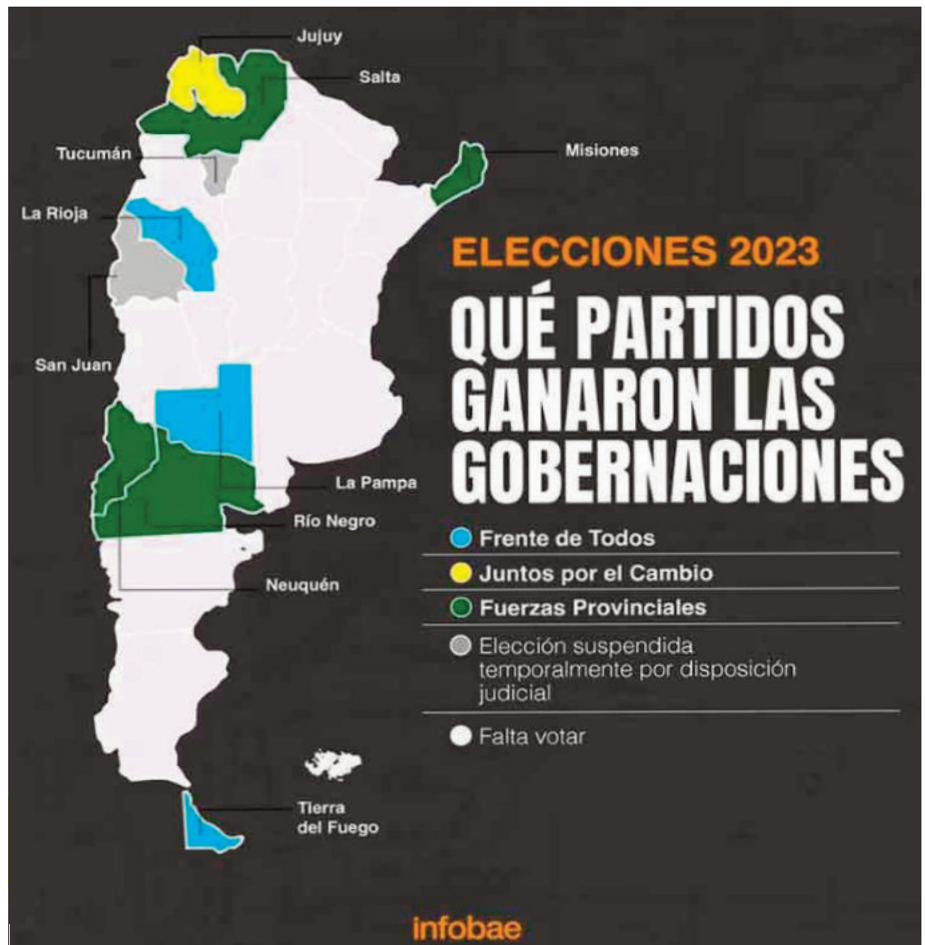 Jujuy
Salta
Tucumán
Misiones
La Rioja
ELECCIONES 2023
QUÉ PARTIDOS
GANARON LAS
GOBERNACIONES
San Juan
La Pampa
Río Negro
Neuquén
Frente de Todos
Juntos por el Cambio
Fuerzas Provinciales
Elección suspendida
temporalmente por disposición
judicial
Falta votar
Tierra
del Fuego
infobae